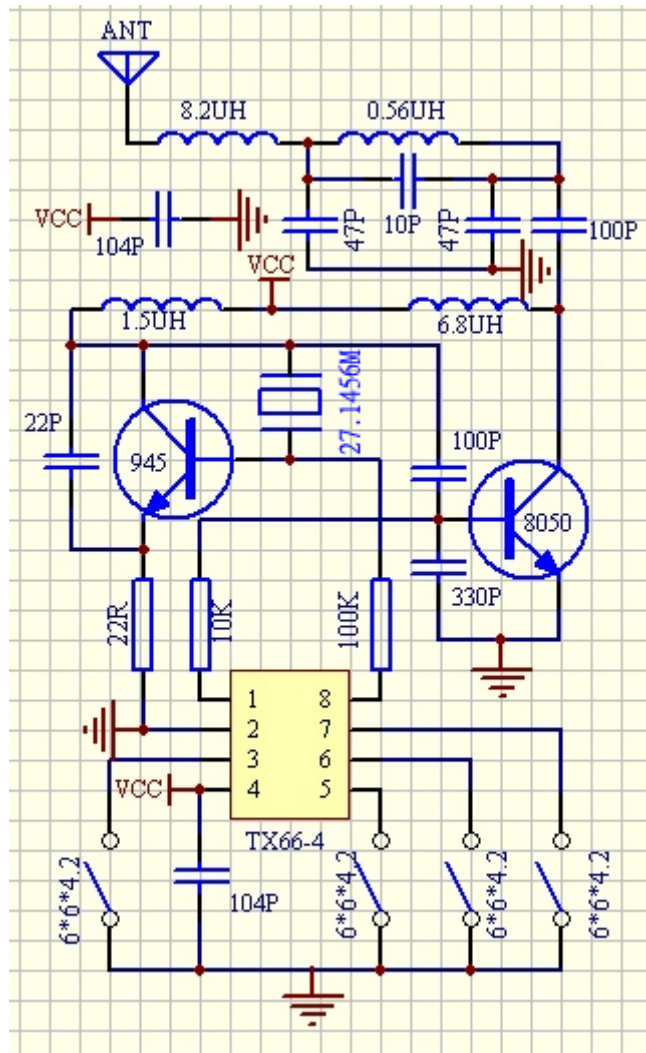 ANT
8.2UH
0.56UH
VCC
104P
47P
10P
47P
100P
VCC
1.5UH
6.8UH
22P
945
27.1456M
100P
8050
330P
22R
10K
100K
1
8
2
7
3
6
VCC
4
5
TX66-4
6*6*4.2
104P
6*6*4.2
6*6*4.2
6*6*4.2